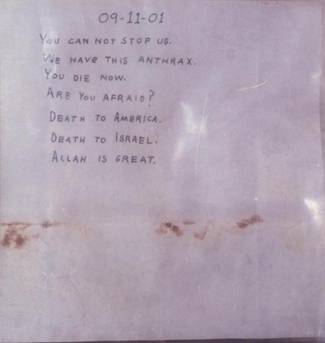 09-11-01
YOU CAN NOT STOP US.
WE HAVE THIS ANTHRAX.
YOU DIE NOW.
ARE YOU AFRAID?
DEATH TO AMERICA.
DEATH TO ISRAEL.
ALLAH IS GREAT.